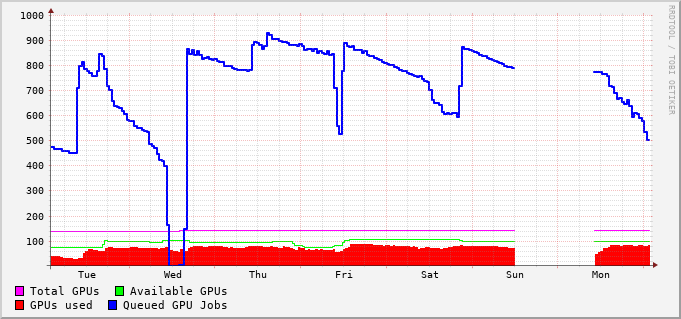 1000
900
800
700
600
500
400
300
200
100
Tue Wed Thu Fri Sat Sun Mon
Total GPUs Available GPUs
GPUs used Queued GPU Jobs
RRDTOOL / TOBI OETIKER